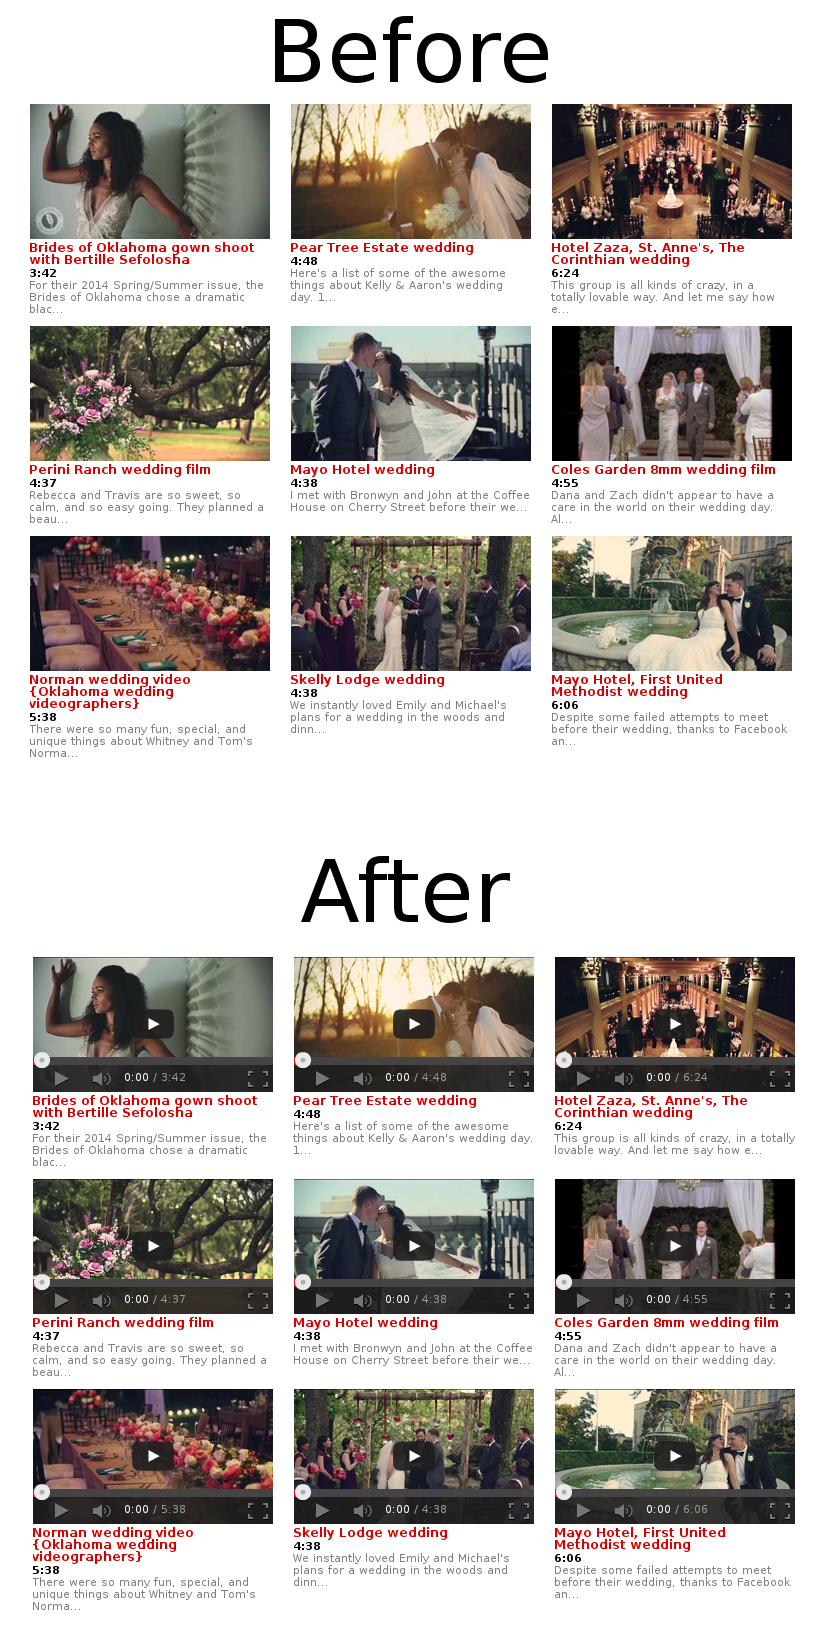 Before
Brides of Oklahoma gown shoot
with Bertille Sefolosha
3:42
For their 2014 Spring/Summer issue, the
Brides of Oklahoma chose a dramatic
blac...
Pear Tree Estate wedding
4:48
Here's a list of some of the awesome
things about Kelly & Aaron's wedding
day. 1...
Hotel Zaza, St. Anne's, The
Corinthian wedding
6:24
This group is all kinds of crazy, in a
totally lovable way. And let me say how
e...
Perini Ranch wedding film
4:37
Rebecca and Travis are so sweet, so
calm, and so easy going. They planned a
beau...
Mayo Hotel wedding
4:38
I met with Bronwyn and John at the Coffee
House on Cherry Street before their we...
Coles Garden 8mm wedding film
4:55
Dana and Zach didn't appear to have a
care in the world on their wedding day.
Al...
Norman wedding video
{Oklahoma wedding
videographers}
5:38
There were so many fun, special, and
unique things about Whitney and Tom's
Norma...
Skelly Lodge wedding
4:38
We instantly loved Emily and Michael's
plans for a wedding in the woods and
dinn...
Mayo Hotel, First United
Methodist wedding
6:06
Despite some failed attempts to meet
before their wedding, thanks to Facebook
an...
After
0:00 / 3:42
Brides of Oklahoma gown shoot
with Bertille Sefolosha
3:42
For their 2014 Spring/Summer issue, the
Brides of Oklahoma chose a dramatic
blac...
0:00 / 4:48
Pear Tree Estate wedding
4:48
Here's a list of some of the awesome
things about Kelly & Aaron's wedding day.
1...
0:00 / 6:24
Hotel Zaza, St. Anne's, The
Corinthian wedding
6:24
This group is all kinds of crazy, in a totally
lovable way. And let me say how e...
0:00 / 4:37
Perini Ranch wedding film
4:37
Rebecca and Travis are so sweet, so
calm, and so easy going. They planned a
beau...
0:00 / 4:38
Mayo Hotel wedding
4:38
I met with Bronwyn and John at the Coffee
House on Cherry Street before their we...
0:00 / 4:55
Coles Garden 8mm wedding film
4:55
Dana and Zach didn't appear to have a
care in the world on their wedding day.
Al...
0:00 / 5:38
Norman wedding video
{Oklahoma wedding
videographers}
5:38
There were so many fun, special, and
unique things about Whitney and Tom's
Norma...
0:00 / 4:38
Skelly Lodge wedding
4:38
We instantly loved Emily and Michael's
plans for a wedding in the woods and
dinn...
0:00 / 6:06
Mayo Hotel, First United
Methodist wedding
6:06
Despite some failed attempts to meet
before their wedding, thanks to Facebook
an...